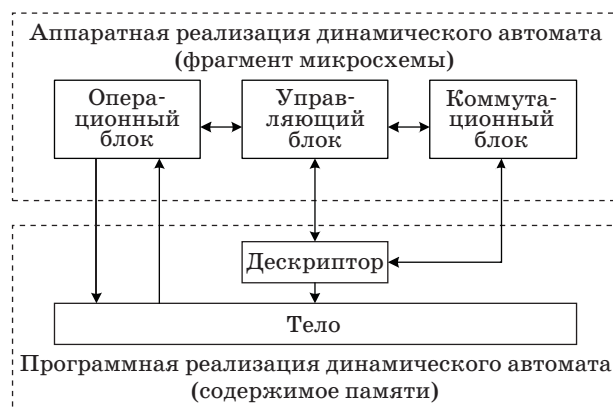 Аппаратная реализация динамического автомата
(фрагмент микросхемы)
Опера-
ционный
блок
Управ-
ляющий
блок
Коммута-
ционный
блок
Дескриптор
Тело
Программная реализация динамического автомата
(содержимое памяти)